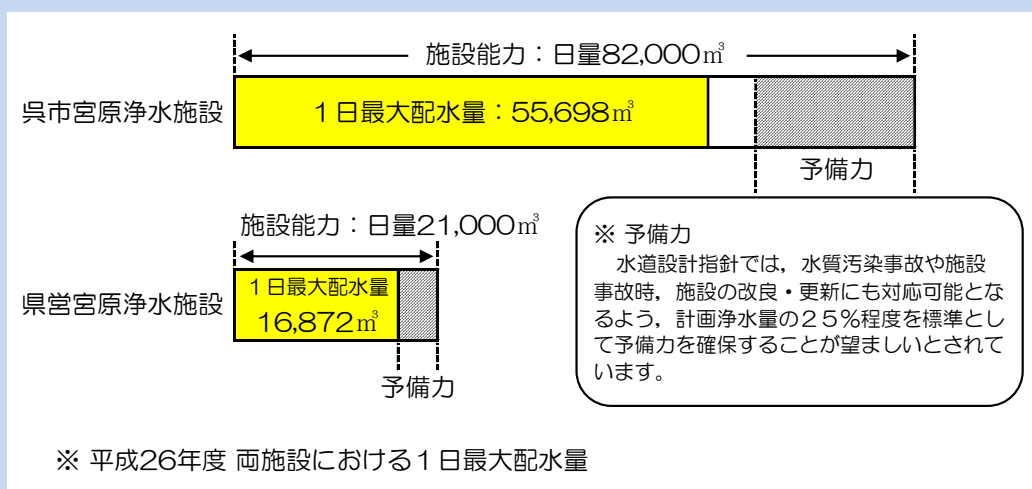 施設能力：日量82,000㎥
呉市宮原浄水施設
１日最大配水量：55,698㎥
予備力
施設能力：日量21,000㎥
県営宮原浄水施設
１日最大配水量
16,872㎥
予備力
※ 予備力
水道設計指針では，水質汚染事故や施設
事故時，施設の改良・更新にも対応可能とな
るよう，計画浄水量の２５％程度を標準とし
て予備力を確保することが望ましいとされて
います。
※ 平成26年度 両施設における１日最大配水量